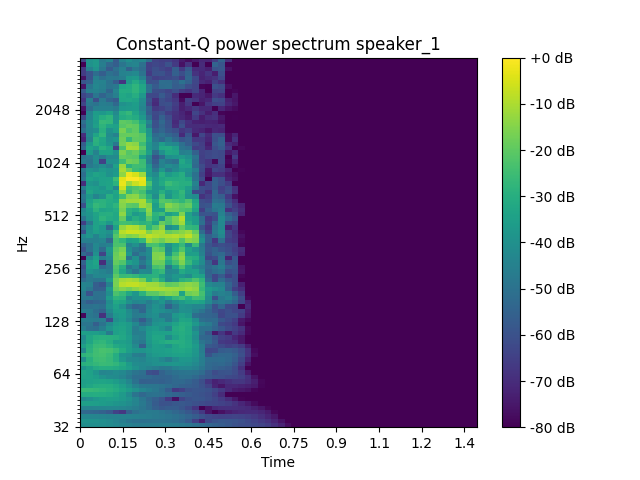 Constant-Q power spectrum speaker_1
Hz
2048
1024
512
256
128
64
32
0 0.15 0.3 0.45 0.6 0.75 0.9 1.1 1.2 1.4
Time
+0 dB
-10 dB
-20 dB
-30 dB
-40 dB
-50 dB
-60 dB
-70 dB
-80 dB